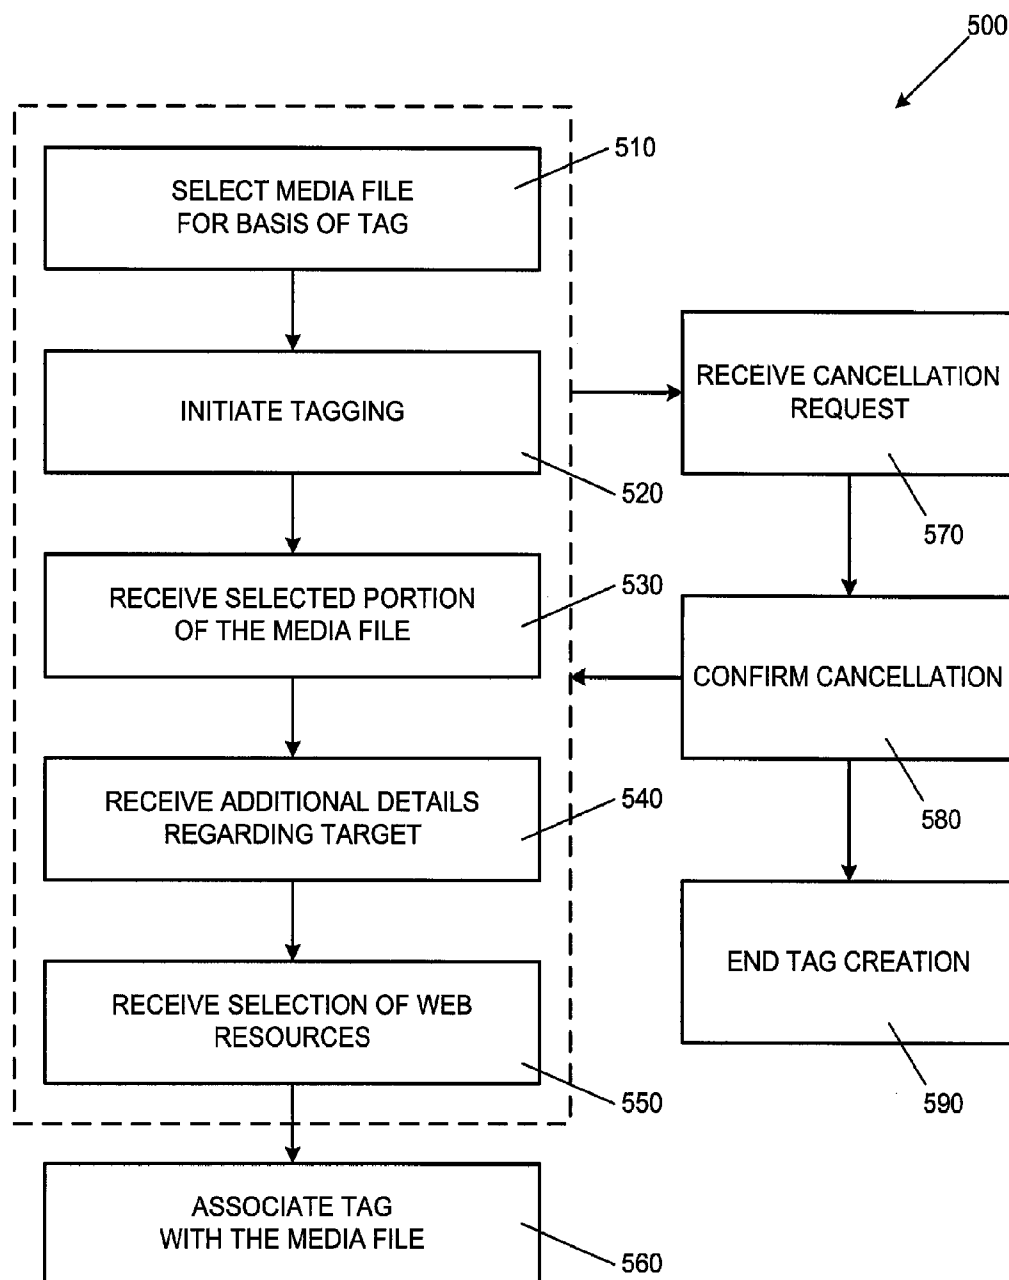 500
510
SELECT MEDIA FILE
FOR BASIS OF TAG
INITIATE TAGGING
520
RECEIVE SELECTED PORTION
OF THE MEDIA FILE
530
RECEIVE ADDITIONAL DETAILS
REGARDING TARGET
540
RECEIVE SELECTION OF WEB
RESOURCES
550
ASSOCIATE TAG
WITH THE MEDIA FILE
560
RECEIVE CANCELLATION
REQUEST
570
CONFIRM CANCELLATION
580
END TAG CREATION
590